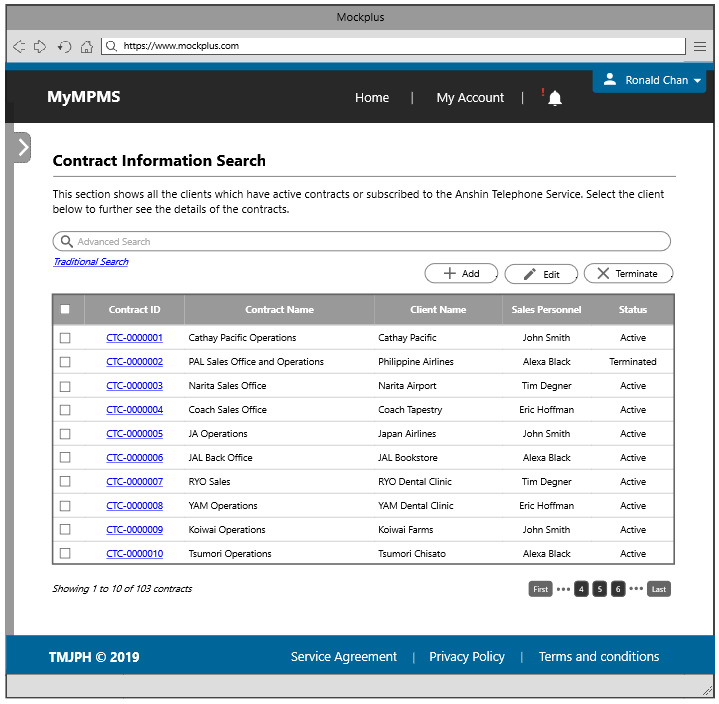 Mockplus
https://www.mockplus.com
Ronald Chan
MyMPMS
Home | My Account | !
Contract Information Search
This section shows all the clients which have active contracts or subscribed to the Anshin Telephone Service. Select the client
below to further see the details of the contracts.
Advanced Search
Traditional Search
Add Edit Terminate
Contract ID Contract Name Client Name Sales Personnel Status
CTC-0000001 Cathay Pacific Operations Cathay Pacific John Smith Active
CTC-0000002 PAL Sales Office and Operations Philippine Airlines Alexa Black Terminated
CTC-0000003 Narita Sales Office Narita Airport Tim Degner Active
CTC-0000004 Coach Sales Office Coach Tapestry Eric Hoffman Active
CTC-0000005 JA Operations Japan Airlines John Smith Active
CTC-0000006 JAL Back Office JAL Bookstore Alexa Black Active
CTC-0000007 RYO Sales RYO Dental Clinic Tim Degner Active
CTC-0000008 YAM Operations YAM Dental Clinic Eric Hoffman Active
CTC-0000009 Koiwai Operations Koiwai Farms John Smith Active
CTC-0000010 Tsumori Operations Tsumori Chisato Alexa Black Active
Showing 1 to 10 of 103 contracts
First ••• 4 5 6 ••• Last
TMJPH © 2019
Service Agreement | Privacy Policy | Terms and conditions